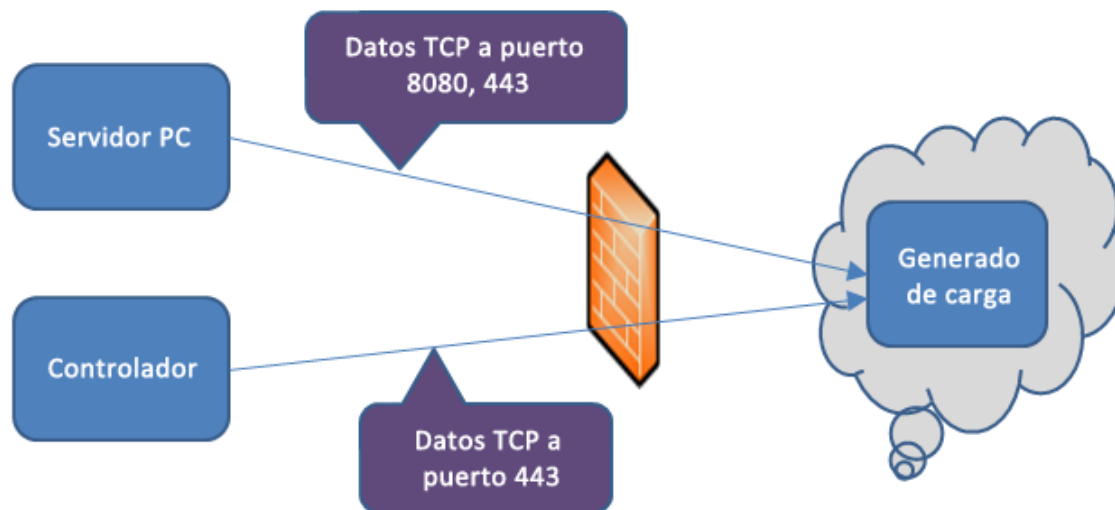 Datos TCP a puerto
8080, 443
Servidor PC
Generado
de carga
Controlador
Datos TCP a
puerto 443